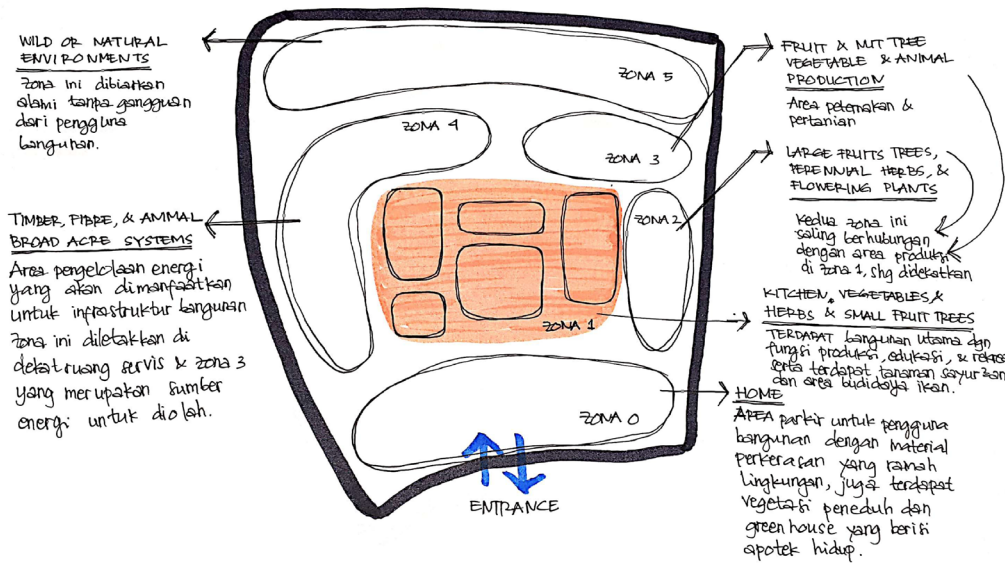 WILD OR NATURAL
ENVIRONMENTS
Zona ini dibiarkan
alami tanpa gangguan
dari pengguna
bangunan.
TIMBER, FIBRE, & ANIMAL
BROAD ACRE SYSTEMS
Area pengelolaan energi
yang akan dimanfaatkan
untuk infrastruktur bangunan
Zona ini diletakkan di
dekat ruang servis & zona 3
yang merupakan sumber
energi untuk diolah.
ZONA 5
ZONA 4
ZONA 3
ZONA 2
ZONA 1
ZONA 0
ENTRANCE
FRUIT & NUT TREE
VEGETABLE & ANIMAL
PRODUCTION
Area peternakan &
pertanian
LARGE FRUITS TREES,
PERENNIAL HERBS, &
FLOWERING PLANTS
Kedua zona ini
saling berhubungan
dengan area produksi
di zona 1, shg didekatkan
KITCHEN, VEGETABLES &
HERBS & SMALL FRUIT TREES
TERDAPAT bangunan utama dgn
fungsi produksi, edukasi, &
serta terdapat tanaman sayur
dan area budidaya ikan.
HOME
AREA parkir untuk pengguna
bangunan dengan material
perkerasan yang ramah
lingkungan, juga terdapat
vegetasi peneduh dan
greenhouse yang berisi
apotek hidup.